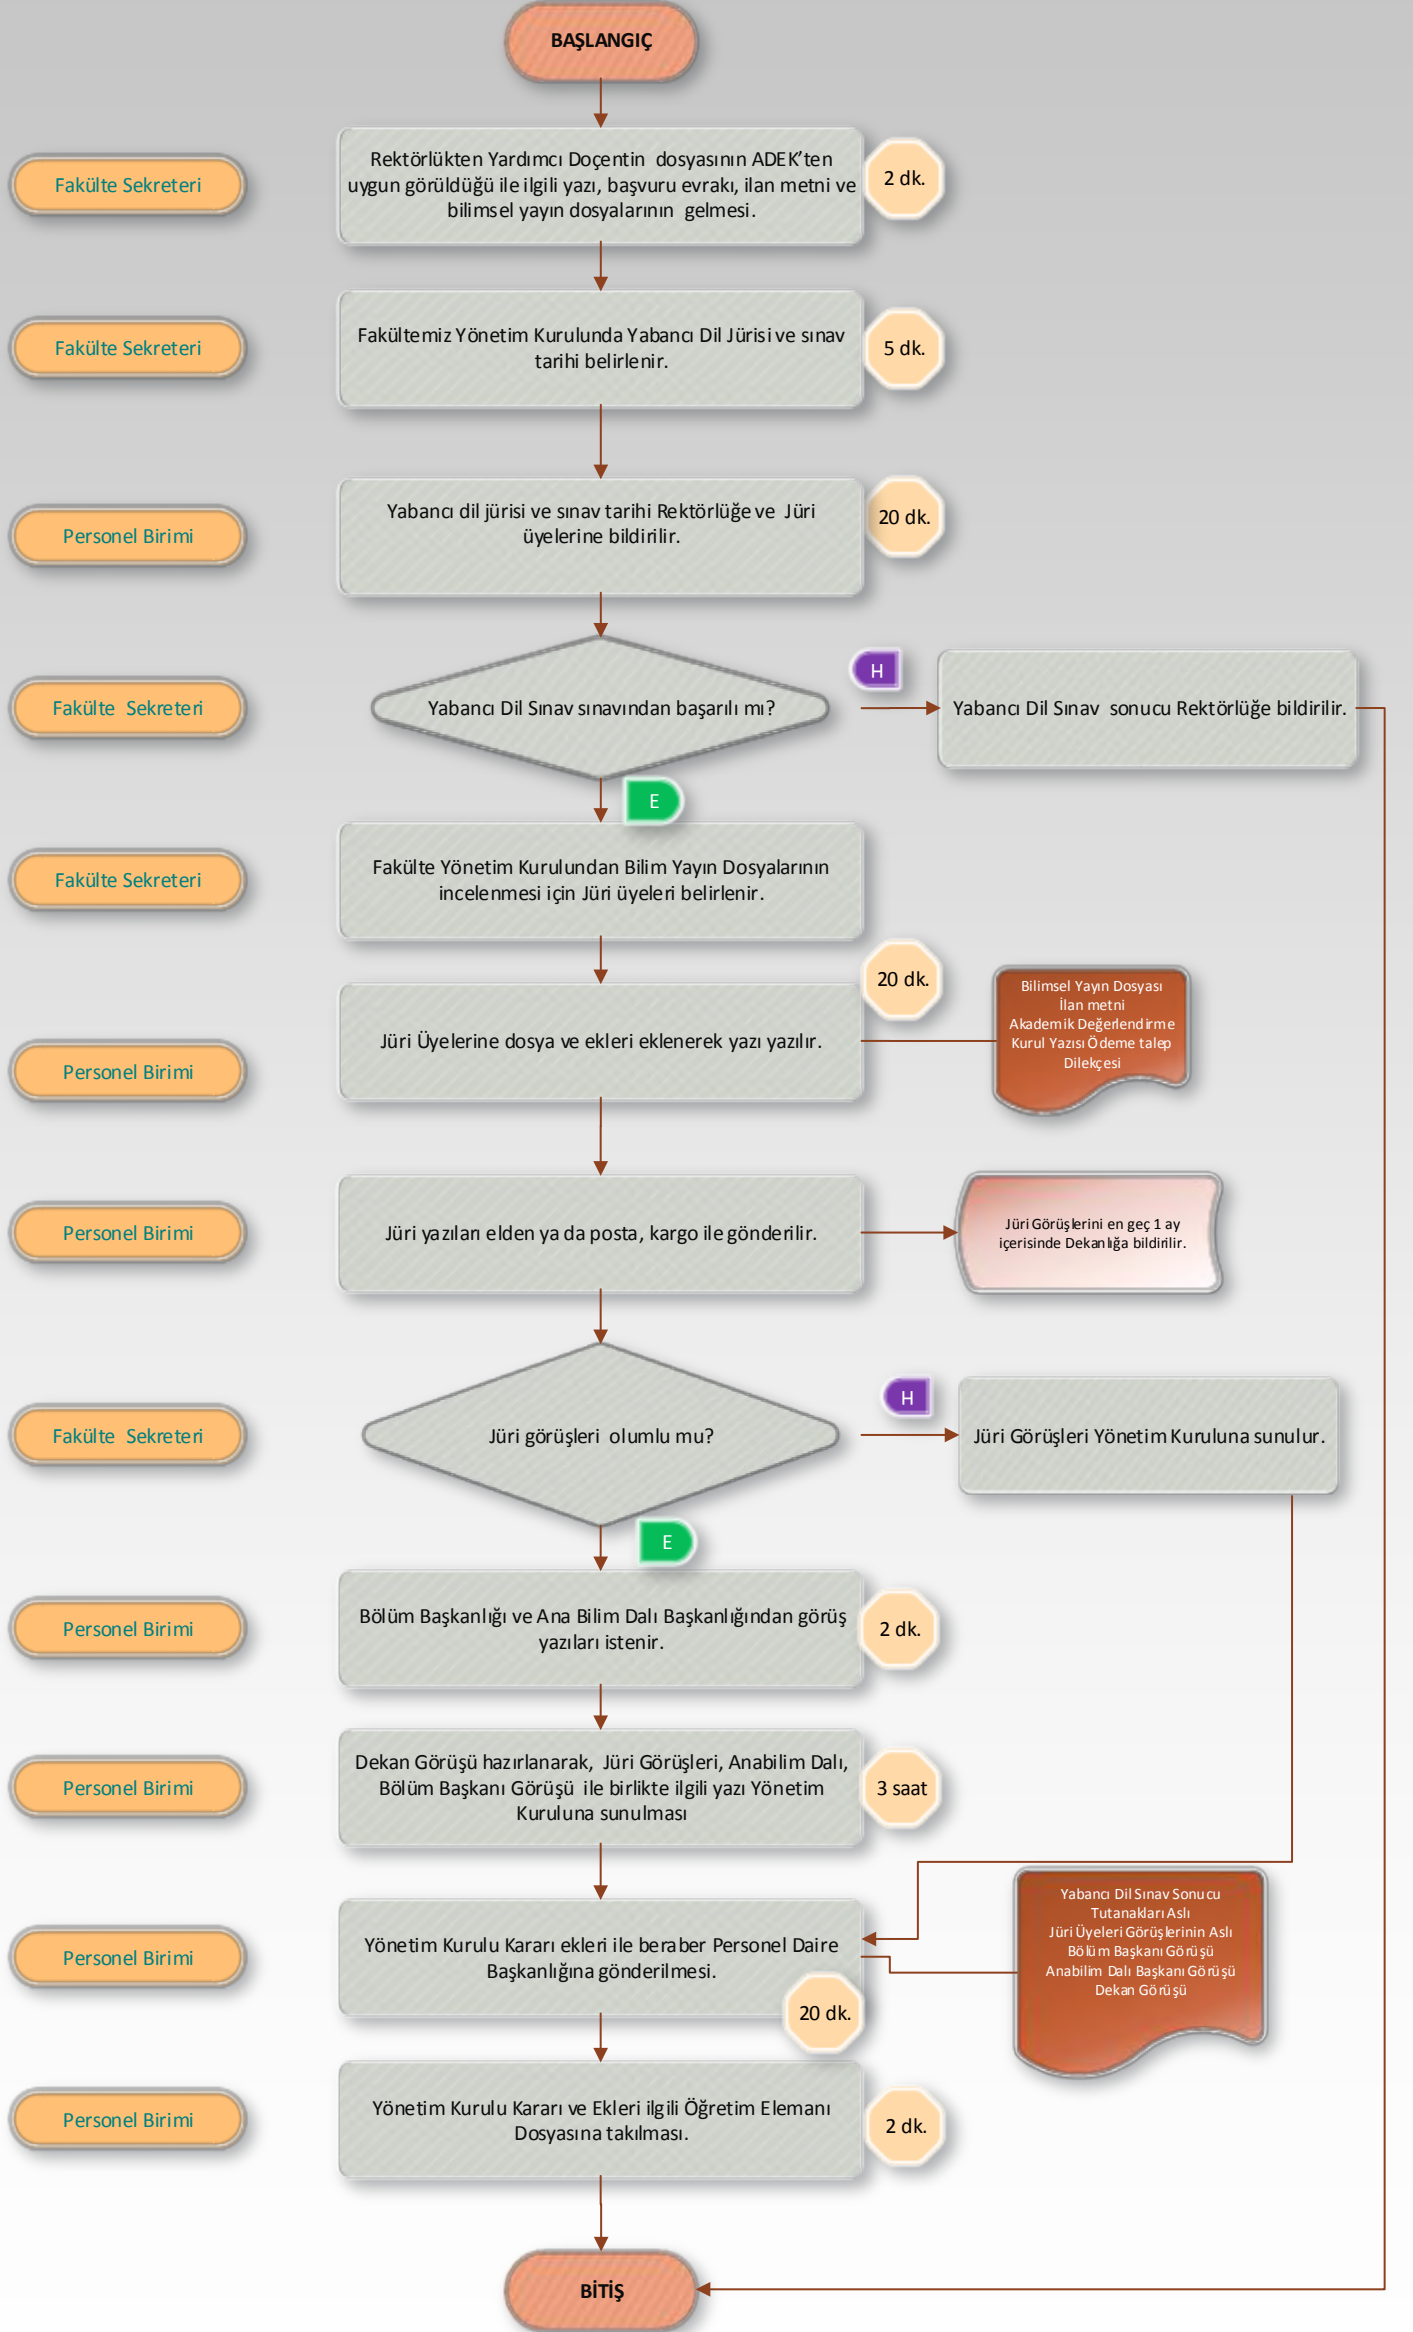 BAŞLANGIÇ
Fakülte Sekreteri
Rektörlükten Yardımcı Doçentin dosyasının ADEK’ten
uygun görüldüğü ile ilgili yazı, başvuru evrakı, ilan metni ve
bilimsel yayın dosyalarının gelmesi.
2 dk.
Fakülte Sekreteri
Fakültemiz Yönetim Kurulunda Yabancı Dil Jürisi ve sınav
tarihi belirlenir.
5 dk.
Personel Birimi
Yabancı dil jürisi ve sınav tarihi Rektörlüğe ve Jüri
üyelerine bildirilir.
20 dk.
Fakülte Sekreteri
Yabancı Dil Sınav sınavından başarılı mı?
H
Yabancı Dil Sınav sonucu Rektörlüğe bildirilir.
E
Fakülte Sekreteri
Fakülte Yönetim Kurulundan Bilim Yayın Dosyalarının
incelenmesi için Jüri üyeleri belirlenir.
Personel Birimi
Jüri Üyelerine dosya ve ekleri eklenerek yazı yazılır.
20 dk.
Bilimsel Yayın Dosyası
İlan metni
Akademik Değerlendirme
Kurul Yazısı Ödeme talep
Dilekçesi
Personel Birimi
Jüri yazıları elden ya da posta, kargo ile gönderilir.
Jüri Görüşlerini en geç 1 ay
içerisinde Dekanlığa bildirilir.
Fakülte Sekreteri
Jüri görüşleri olumlu mu?
H
Jüri Görüşleri Yönetim Kuruluna sunulur.
E
Personel Birimi
Bölüm Başkanlığı ve Ana Bilim Dalı Başkanlığından görüş
yazıları istenir.
2 dk.
Personel Birimi
Dekan Görüşü hazırlanarak, Jüri Görüşleri, Anabilim Dalı,
Bölüm Başkanı Görüşü ile birlikte ilgili yazı Yönetim
Kuruluna sunulması
3 saat
Personel Birimi
Yönetim Kurulu Kararı ekleri ile beraber Personel Daire
Başkanlığına gönderilmesi.
20 dk.
Yabancı Dil Sınav Sonucu
Tutanakları Aslı
Jüri Üyeleri Görüşlerinin Aslı
Bölüm Başkanı Görüşü
Anabilim Dalı Başkanı Görüşü
Dekan Görüşü
Personel Birimi
Yönetim Kurulu Kararı ve Ekleri ilgili Öğretim Elemanı
Dosyasına takılması.
2 dk.
BİTİŞ